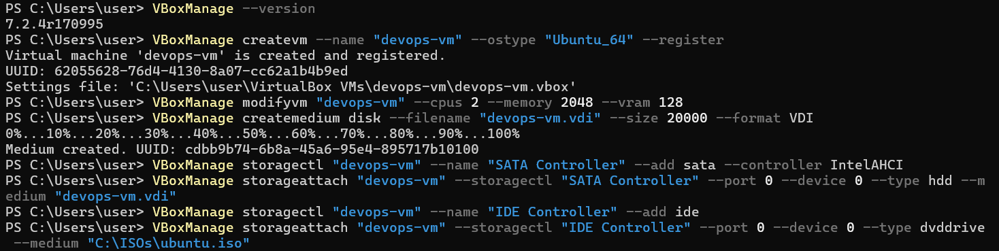 PS C:\Users\user> VBoxManage --version
7.2.4r170995
PS C:\Users\user> VBoxManage createvm --name "devops-vm" --ostype "Ubuntu_64" --register
Virtual machine 'devops-vm' is created and registered.
UUID: 62055628-76d4-4130-8a07-cc62a1b4b9ed
Settings file: 'C:\Users\user\VirtualBox VMs\devops-vm\devops-vm.vbox'
PS C:\Users\user> VBoxManage modifyvm "devops-vm" --cpus 2 --memory 2048 --vram 128
PS C:\Users\user> VBoxManage createmedium disk --filename "devops-vm.vdi" --size 20000 --format VDI
0%...10%...20%...30%...40%...50%...60%...70%...80%...90%...100%
Medium created. UUID: cdbb9b74-6b8a-45a6-95e4-895717b10100
PS C:\Users\user> VBoxManage storagectl "devops-vm" --name "SATA Controller" --add sata --controller IntelAHCI
PS C:\Users\user> VBoxManage storageattach "devops-vm" --storagectl "SATA Controller" --port 0 --device 0 --type hdd --m
edium "devops-vm.vdi"
PS C:\Users\user> VBoxManage storagectl "devops-vm" --name "IDE Controller" --add ide
PS C:\Users\user> VBoxManage storageattach "devops-vm" --storagectl "IDE Controller" --port 0 --device 0 --type dvddrive
 --medium "C:\ISOs\ubuntu.iso"